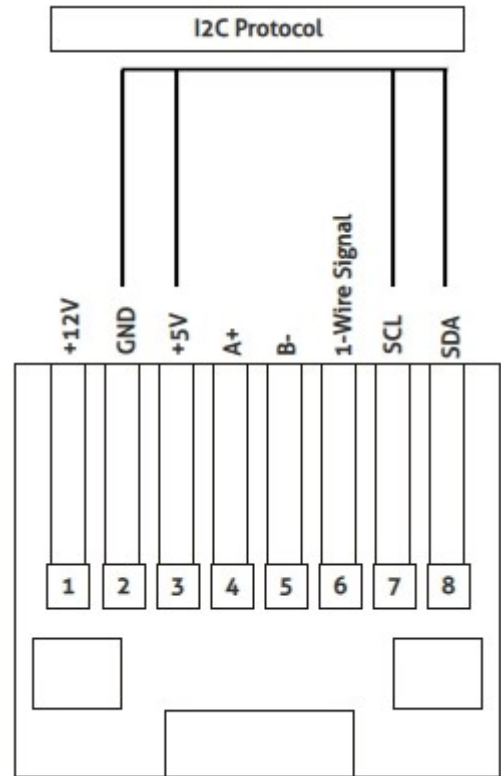 I2C Protocol
+12V
GND
+5V
A+
B-
1-Wire Signal
SCL
SDA
1
2
3
4
5
6
7
8